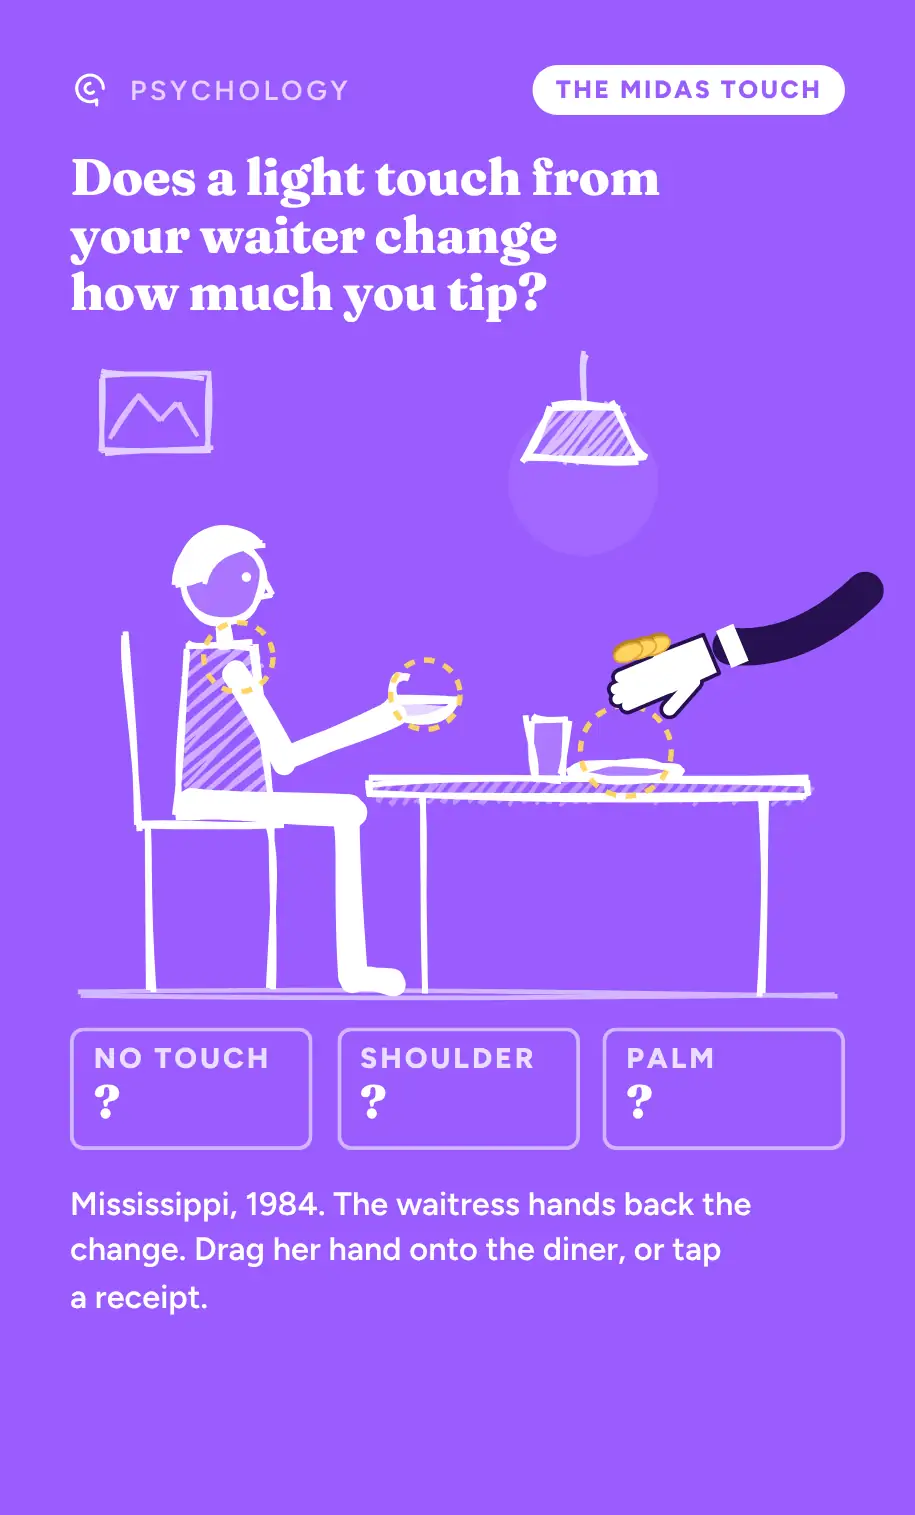 PSYCHOLOGY
THE MIDAS TOUCH
Does a light touch from
your waiter change
how much you tip?
NO TOUCH
?
SHOULDER
?
PALM
?
Mississippi, 1984. The waitress hands back the
change. Drag her hand onto the diner, or tap
a receipt.